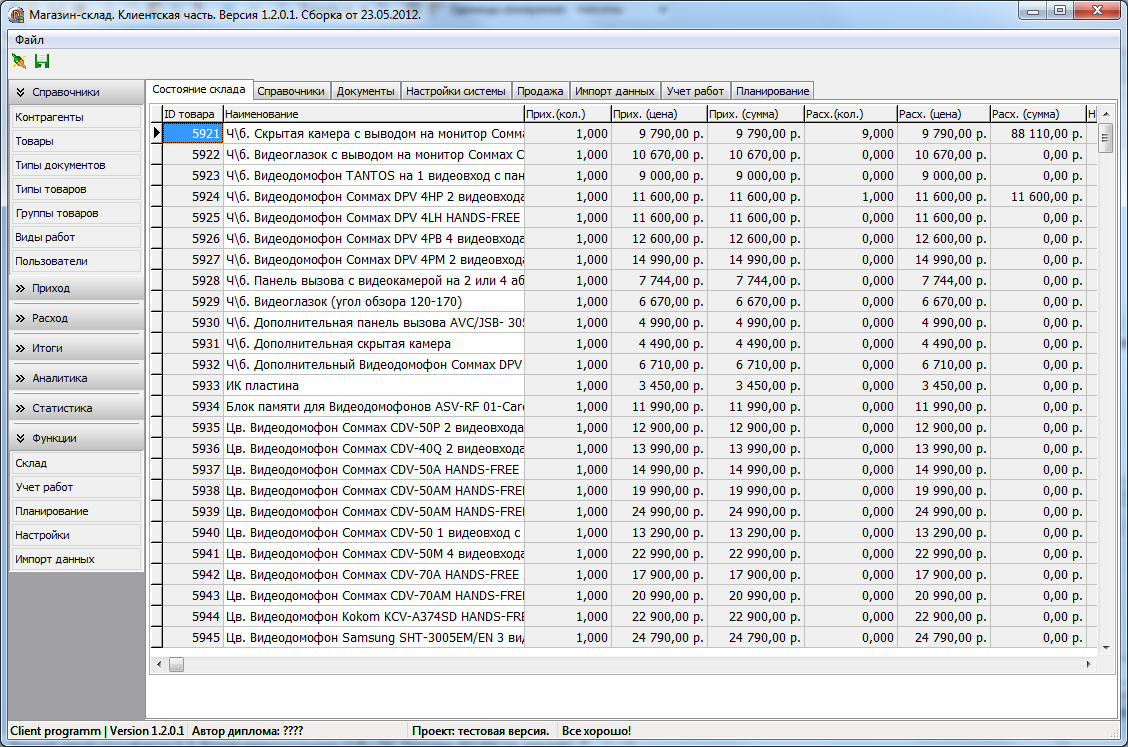 Магазин-склад. Клиентская часть. Версия 1.2.0.1. Сборка от 23.05.2012.
Файл
Справочники
Контрагенты
Товары
Типы документов
Типы товаров
Группы товаров
Виды работ
Пользователи
Приход
Расход
Итоги
Аналитика
Статистика
Функции
Склад
Учет работ
Планирование
Настройки
Импорт данных
Состояние склада Справочники Документы Настройки системы Продажа Импорт данных Учет работ Планирование
ID товара Наименование Прих.(кол.) Прих. (цена) Прих. (сумма) Расх.(кол.) Расх. (цена) Расх. (сумма) Н
5921 Ч\б. Скрытая камера с выводом на монитор Сомма 1,000 9 790,00 р. 9 790,00 р. 9,000 9 790,00 р. 88 110,00 р.
5922 Ч\б. Видеоглазок с выводом на монитор Соммах С 1,000 10 670,00 р. 10 670,00 р. 0,000 10 670,00 р. 0,00 р.
5923 Ч\б. Видеодомофон TANTOS на 1 видеовход с пан 1,000 9 000,00 р. 9 000,00 р. 0,000 9 000,00 р. 0,00 р.
5924 Ч\б. Видеодомофон Соммах DPV 4HP 2 видеовхода 1,000 11 600,00 р. 11 600,00 р. 1,000 11 600,00 р. 11 600,00 р.
5925 Ч\б. Видеодомофон Соммах DPV 4LH HANDS-FREE 1,000 11 600,00 р. 11 600,00 р. 0,000 11 600,00 р. 0,00 р.
5926 Ч\б. Видеодомофон Соммах DPV 4PB 4 видеовхода 1,000 12 600,00 р. 12 600,00 р. 0,000 12 600,00 р. 0,00 р.
5927 Ч\б. Видеодомофон Соммах DPV 4PM 2 видеовхода 1,000 14 990,00 р. 14 990,00 р. 0,000 14 990,00 р. 0,00 р.
5928 Ч\б. Панель вызова с видеокамерой на 2 или 4 аб 1,000 7 744,00 р. 7 744,00 р. 0,000 7 744,00 р. 0,00 р.
5929 Ч\б. Видеоглазок (угол обзора 120-170) 1,000 6 670,00 р. 6 670,00 р. 0,000 6 670,00 р. 0,00 р.
5930 Ч\б. Дополнительная панель вызова AVC/JSB- 305 1,000 4 990,00 р. 4 990,00 р. 0,000 4 990,00 р. 0,00 р.
5931 Ч\б. Дополнительная скрытая камера 1,000 4 490,00 р. 4 490,00 р. 0,000 4 490,00 р. 0,00 р.
5932 Ч\б. Дополнительный Видеодомофон Соммах DPV 1,000 6 710,00 р. 6 710,00 р. 0,000 6 710,00 р. 0,00 р.
5933 ИК пластина 1,000 3 450,00 р. 3 450,00 р. 0,000 3 450,00 р. 0,00 р.
5934 Блок памяти для Видеодомофонов ASV-RF 01-Card 1,000 11 990,00 р. 11 990,00 р. 0,000 11 990,00 р. 0,00 р.
5935 Цв. Видеодомофон Соммах CDV-50P 2 видеовхода 1,000 12 900,00 р. 12 900,00 р. 0,000 12 900,00 р. 0,00 р.
5936 Цв. Видеодомофон Соммах CDV-40Q 2 видеовхода 1,000 13 990,00 р. 13 990,00 р. 0,000 13 990,00 р. 0,00 р.
5937 Цв. Видеодомофон Соммах CDV-50A HANDS-FREE 1,000 14 990,00 р. 14 990,00 р. 0,000 14 990,00 р. 0,00 р.
5938 Цв. Видеодомофон Соммах CDV-50AM HANDS-FREE 1,000 19 990,00 р. 19 990,00 р. 0,000 19 990,00 р. 0,00 р.
5939 Цв. Видеодомофон Соммах CDV-50AM HANDS-FREE 1,000 24 990,00 р. 24 990,00 р. 0,000 24 990,00 р. 0,00 р.
5940 Цв. Видеодомофон Соммах CDV-50 1 видеовход с 1,000 13 290,00 р. 13 290,00 р. 0,000 13 290,00 р. 0,00 р.
5941 Цв. Видеодомофон Соммах CDV-50M 4 видеовхода 1,000 22 990,00 р. 22 990,00 р. 0,000 22 990,00 р. 0,00 р.
5942 Цв. Видеодомофон Соммах CDV-70A HANDS-FREE 1,000 17 900,00 р. 17 900,00 р. 0,000 17 900,00 р. 0,00 р.
5943 Цв. Видеодомофон Соммах CDV-70AM HANDS-FREE 1,000 20 990,00 р. 20 990,00 р. 0,000 20 990,00 р. 0,00 р.
5944 Цв. Видеодомофон Kokom KCV-A374SD HANDS-FRE 1,000 22 900,00 р. 22 900,00 р. 0,000 22 900,00 р. 0,00 р.
5945 Цв. Видеодомофон Samsung SHT-3005EM/EN 3 ви 1,000 24 790,00 р. 24 790,00 р. 0,000 24 790,00 р. 0,00 р.
Client programm | Version 1.2.0.1 Автор диплома: ???? Проект: тестовая версия. Все хорошо!